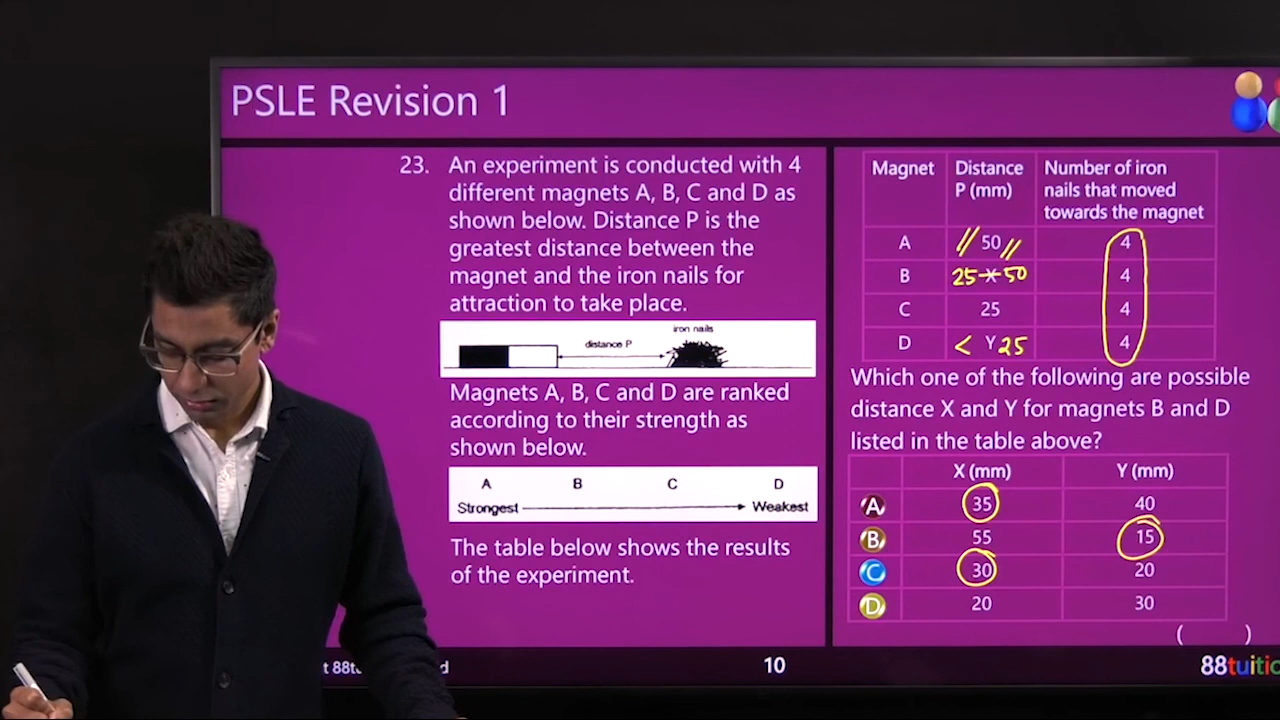 PSLE Revision 1
23. An experiment is conducted with 4
different magnets A, B, C and D as
shown below. Distance P is the
greatest distance between the
magnet and the iron nails for
attraction to take place.
iron nails
distance P
Magnets A, B, C and D are ranked
according to their strength as
shown below.
A B C D
Strongest Weakest
The table below shows the results
of the experiment.
Magnet Distance P (mm) Number of iron nails that moved towards the magnet
A // 50 // 4
B 25 X 50 4
C 25 4
D < Y 25 4
Which one of the following are possible
distance X and Y for magnets B and D
listed in the table above?
X (mm) Y (mm)
A 35 40
B 55 15
C 30 20
D 20 30
( )
10
88tuitio